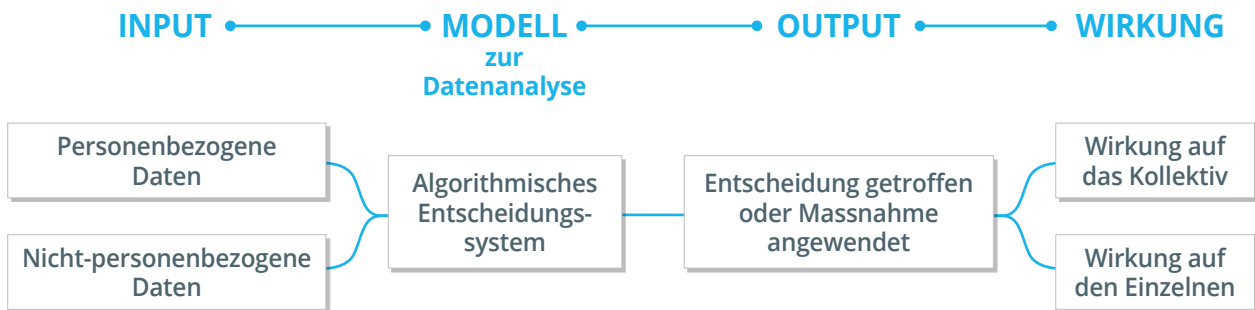 INPUT
MODELL
zur
Datenanalyse
OUTPUT
WIRKUNG
Personenbezogene
Daten
Nicht-personenbezogene
Daten
Algorithmisches
Entscheidungs-
system
Entscheidung getroffen
oder Massnahme
angewendet
Wirkung auf
das Kollektiv
Wirkung auf
den Einzelnen